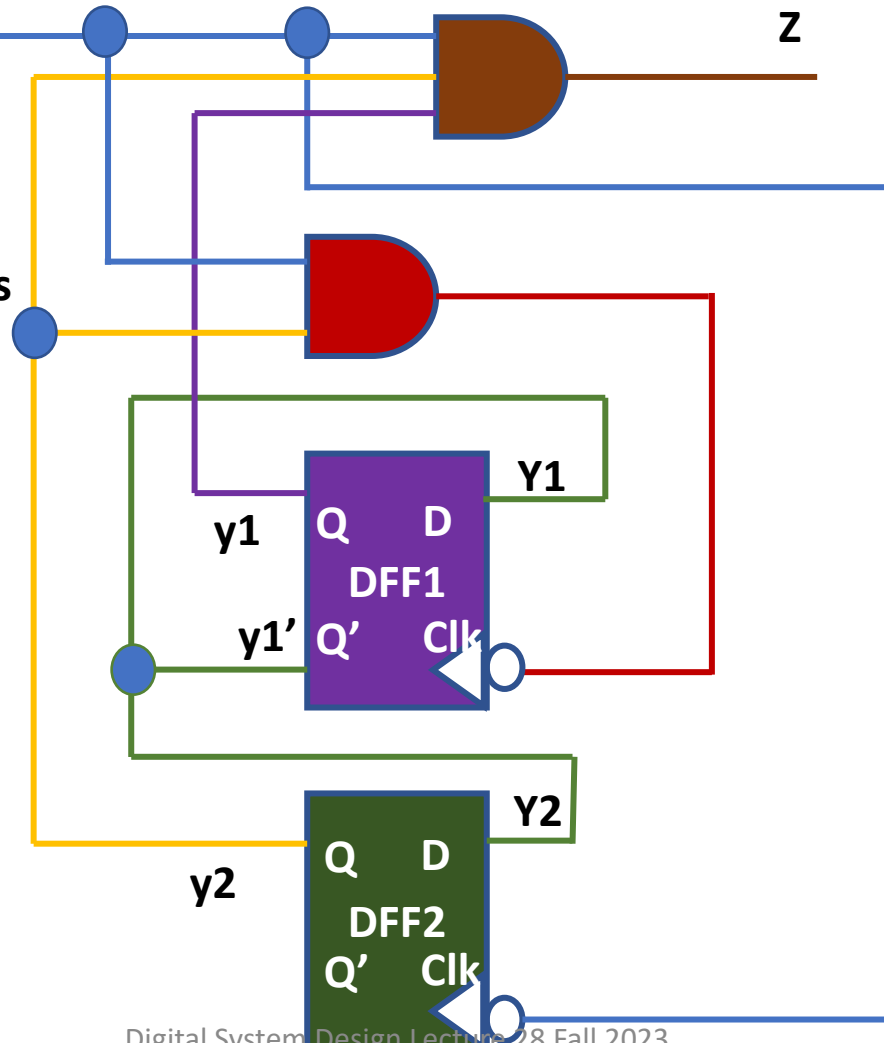 Z
s
Y1
y1
Q D
DFF1
y1’
Q’ Clk
Y2
Q D
y2
DFF2
Q’ Clk
Digital System Design Lecture 28 Fall 2023